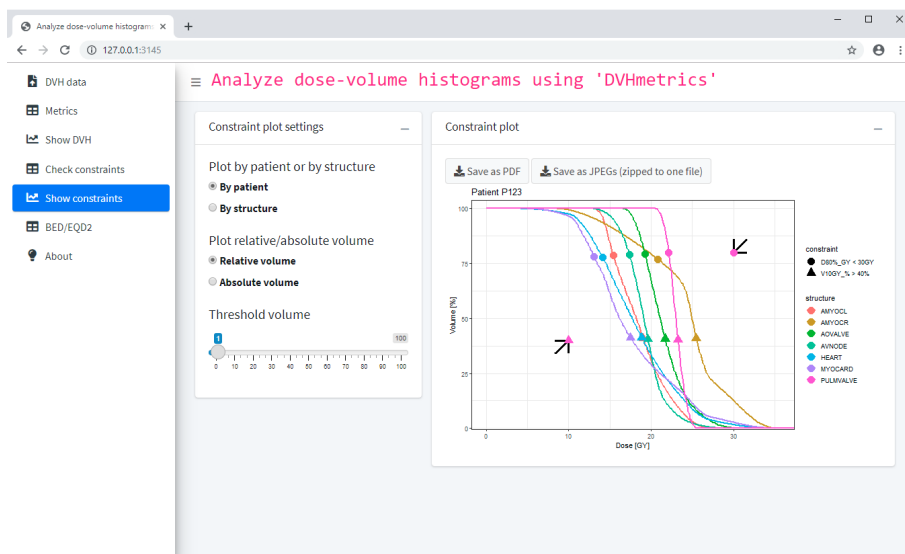 Analyze dose-volume histogram:
127.0.0.1:3145
DVH data
Metrics
Show DVH
Check constraints
Show constraints
BED/EQD2
About
Analyze dose-volume histograms using 'DVHmetrics'
Constraint plot settings
Plot by patient or by structure
By patient
By structure
Plot relative/absolute volume
Relative volume
Absolute volume
Threshold volume
1 100
0 10 20 30 40 50 60 70 80 90 100
Constraint plot
Save as PDF
Save as JPEGs (zipped to one file)
Patient P123
Volume [%]
100
75
50
25
0
0 10 20 30
Dose [GY]
constraint
D80%_GY < 30GY
V10GY_% > 40%
structure
AMYOCL
AMYOCR
AOVALVE
AVNODE
HEART
MYOCARD
PULMVALVE